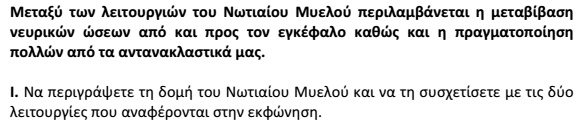 Μεταξύ των λειτουργιών του Νωτιαίου Μυελού περιλαμβάνεται η μεταβίβαση
νευρικών ώσεων από και προς τον εγκέφαλο καθώς και η πραγματοποίηση
πολλών από τα αντανακλαστικά μας.
I. Να περιγράψετε τη δομή του Νωτιαίου Μυελού και να τη συσχετίσετε με τις δύο
λειτουργίες που αναφέρονται στην εκφώνηση.